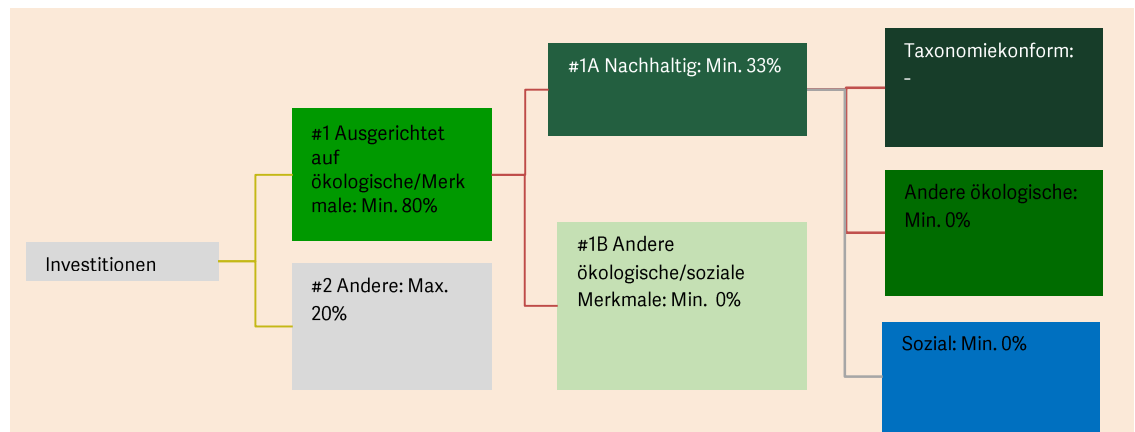 Investitionen
#1 Ausgerichtet
auf
ökologische/Merk
male: Min. 80%
#2 Andere: Max.
20%
#1A Nachhaltig: Min. 33%
#1B Andere
ökologische/soziale
Merkmale: Min.  0%
Taxonomiekonform:
-
Andere ökologische:
Min. 0%
Sozial: Min. 0%